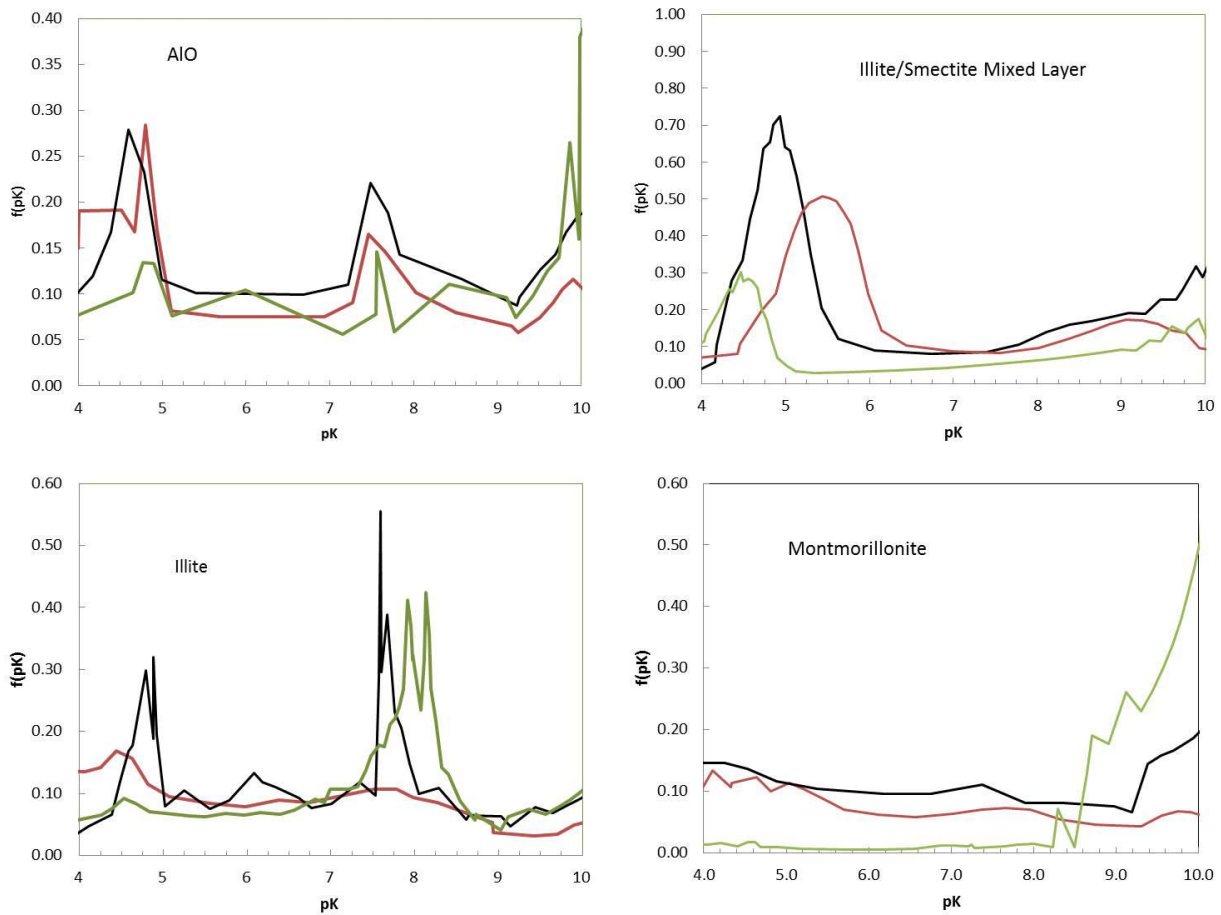 AlO
f(pK)
0.40
0.35
0.30
0.25
0.20
0.15
0.10
0.05
0.00
4 5 6 7 8 9 10
pK
Illite/Smectite Mixed Layer
f(pK)
1.00
0.90
0.80
0.70
0.60
0.50
0.40
0.30
0.20
0.10
0.00
4 5 6 7 8 9 10
pK
Illite
f(pK)
0.60
0.50
0.40
0.30
0.20
0.10
0.00
4 5 6 7 8 9 10
pK
Montmorillonite
f(pK)
0.60
0.50
0.40
0.30
0.20
0.10
0.00
4.0 5.0 6.0 7.0 8.0 9.0 10.0
pK